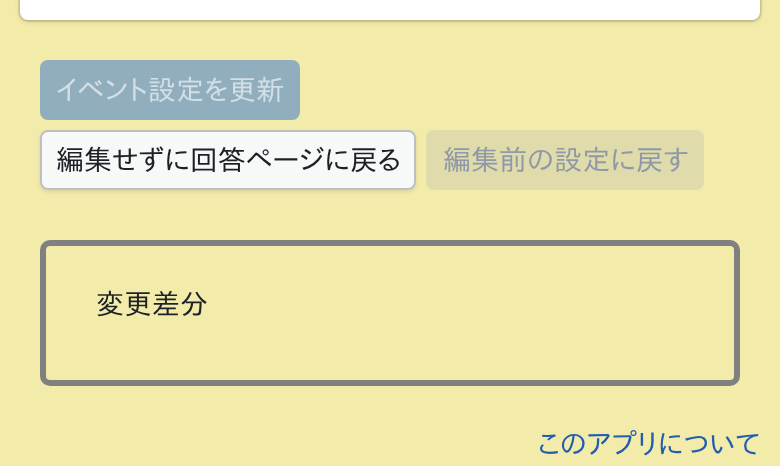 イベント設定を更新
編集せずに回答ページに戻る
編集前の設定に戻す
変更差分
このアプリについて